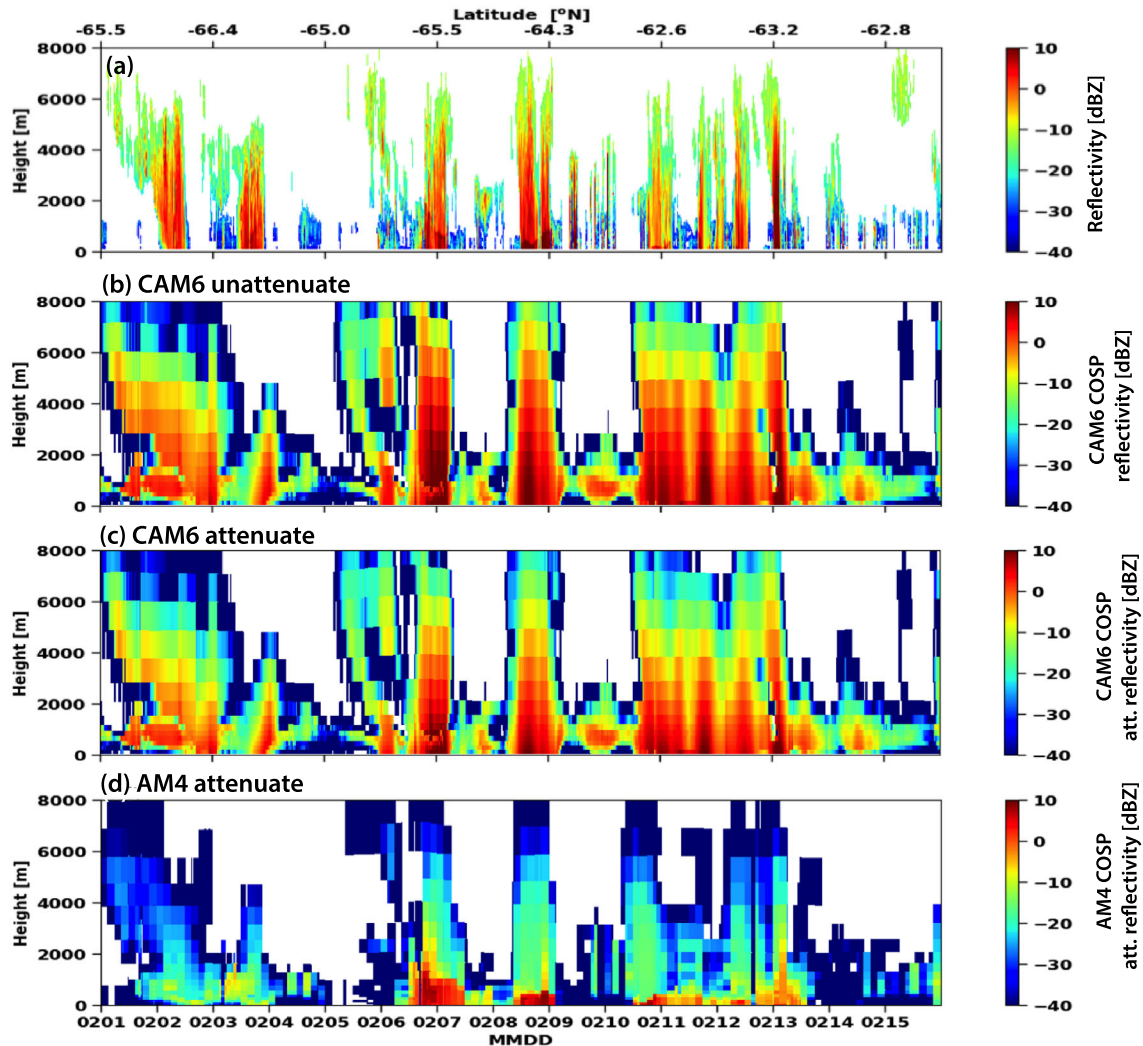 Latitude [°N]
-65.5 -66.4 -65.0 -65.5 -64.3 -62.6 -63.2 -62.8
(a)
8000
6000
4000
2000
0
Height [m]
10
0
−10
−20
−30
−40
Reflectivity [dBZ]
(b) CAM6 unattenuate
8000
6000
4000
2000
0
Height [m]
10
0
−10
−20
−30
−40
CAM6 COSP
reflectivity [dBZ]
(c) CAM6 attenuate
8000
6000
4000
2000
0
Height [m]
10
0
−10
−20
−30
−40
CAM6 COSP
att. reflectivity [dBZ]
(d) AM4 attenuate
8000
6000
4000
2000
0
Height [m]
10
0
−10
−20
−30
−40
AM4 COSP
att. reflectivity [dBZ]
0201 0202 0203 0204 0205 0206 0207 0208 0209 0210 0211 0212 0213 0214 0215
MMDD